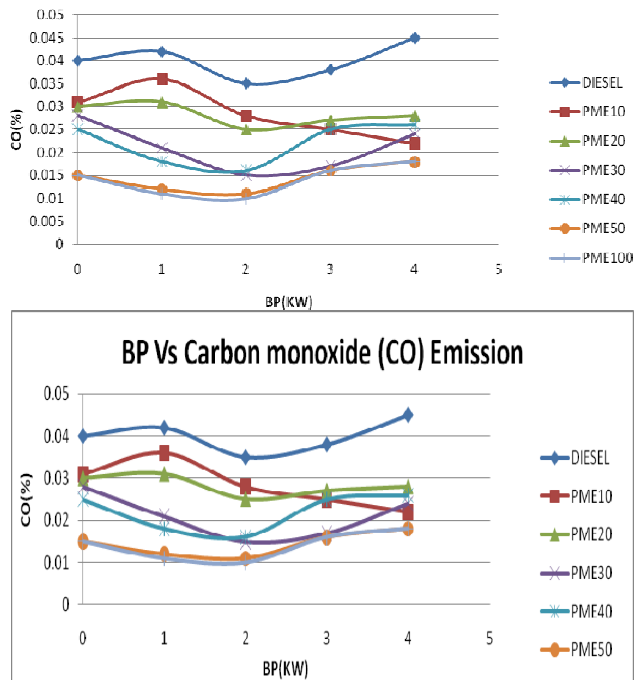 0.05
0.045
0.04
0.035
0.03
0.025
0.02
0.015
0.01
0.005
0
CO(%)
0 1 2 3 4 5
BP(KW)
DIESEL
PME10
PME20
PME30
PME40
PME50
PME100
BP Vs Carbon monoxide (CO) Emission
0.05
0.04
0.03
0.02
0.01
0
CO(%)
0 1 2 3 4 5
BP(KW)
DIESEL
PME10
PME20
PME30
PME40
PME50